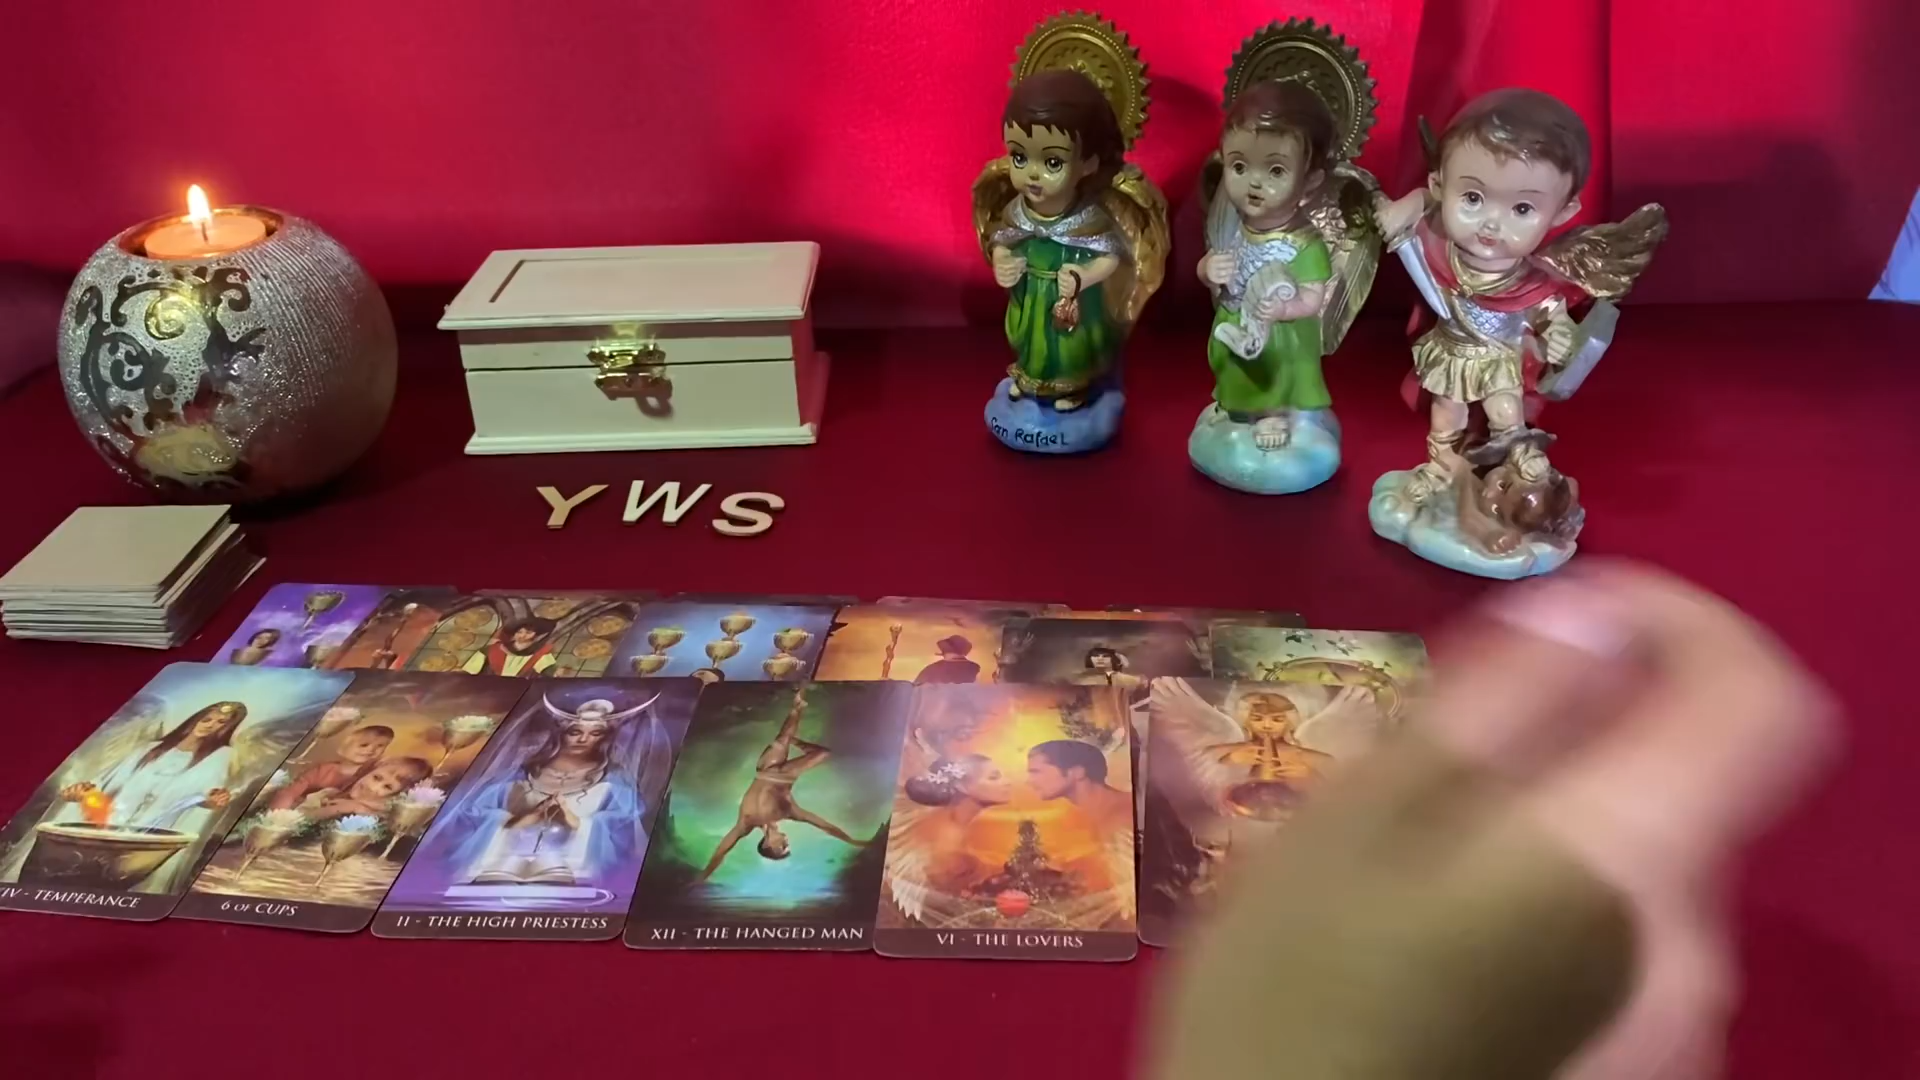 San Rafael
YWS
XIV - TEMPERANCE
6 OF CUPS
II - THE HIGH PRIESTESS
XII - THE HANGED MAN
VI - THE LOVERS